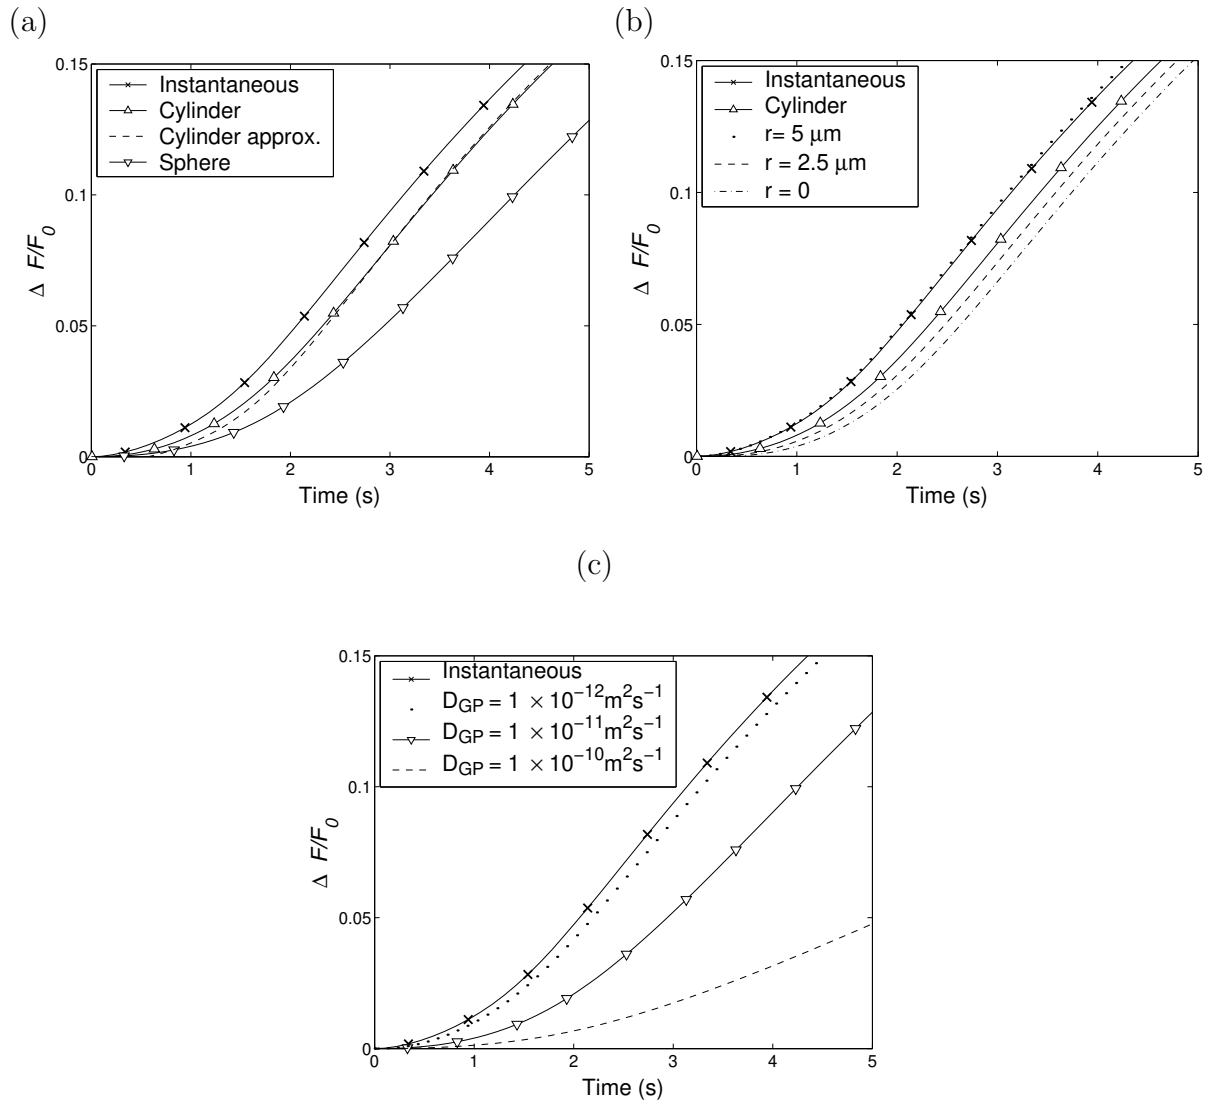 (a)
0.15
0.1
0.05
0
Δ F/F0
Instantaneous
Cylinder
Cylinder approx.
Sphere
0 1 2 3 4 5
Time (s)
(b)
0.15
0.1
0.05
0
Δ F/F0
Instantaneous
Cylinder
r= 5 μm
r = 2.5 μm
r = 0
0 1 2 3 4 5
Time (s)
(c)
0.15
0.1
0.05
0
Δ F/F0
Instantaneous
DGP = 1 ×10−12m2s−1
DGP = 1 ×10−11m2s−1
DGP = 1 ×10−10m2s−1
0 1 2 3 4 5
Time (s)